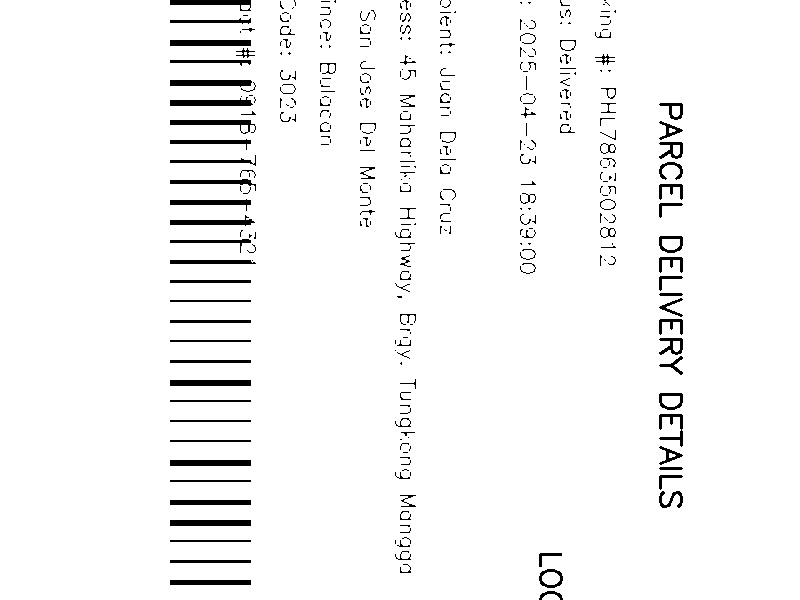 PARCEL DELIVERY DETAILS
king #: PHL7863502812
us: Delivered
: 2025-04-23 18:39:00
LOC
pient: Juan Dela Cruz
ess: 45 Maharlika Highway, Brgy. Tungkong Mangga
San Jose Del Monte
ince: Bulacan
Code: 3023
#: 0918-765-4321